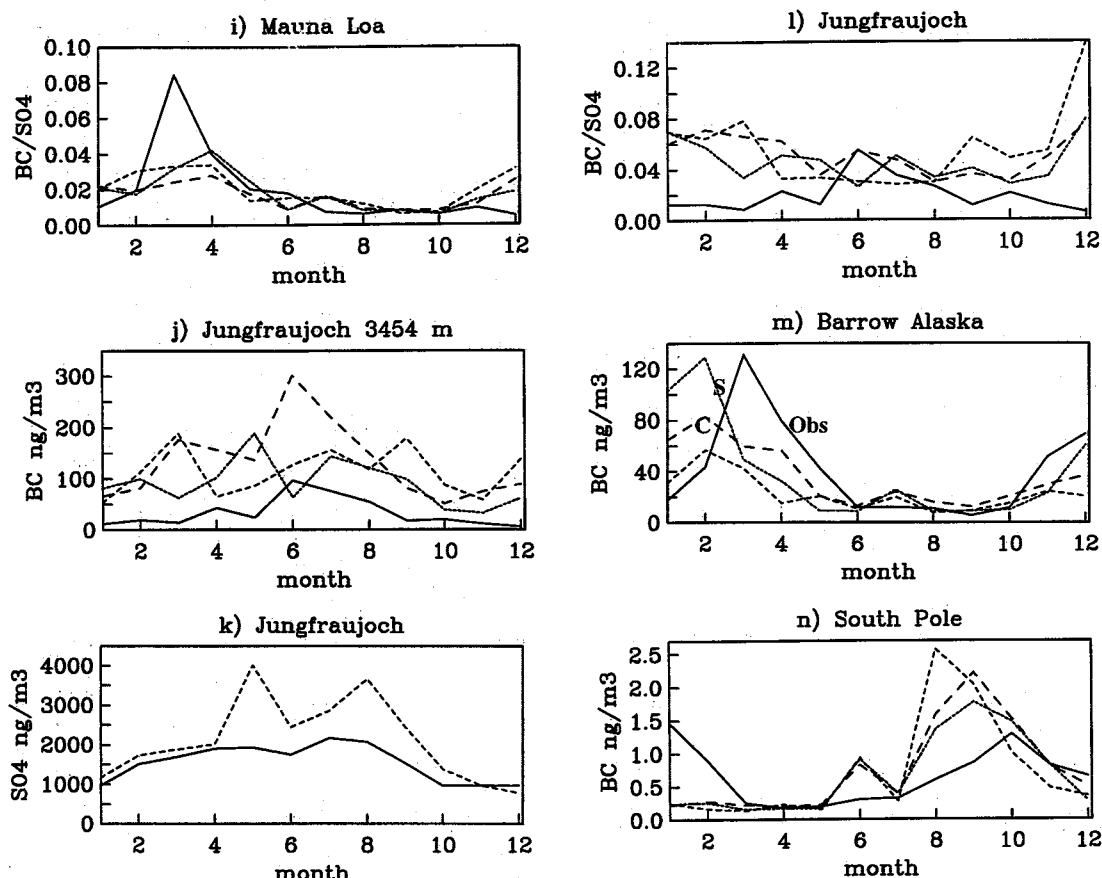 i) Mauna Loa
0.10
0.08
0.06
0.04
0.02
0.00
BC/SO4
2 4 6 8 10 12
month
l) Jungfraujoch
0.12
0.08
0.04
0.00
BC/SO4
2 4 6 8 10 12
month
j) Jungfraujoch 3454 m
300
200
100
0
BC ng/m3
2 4 6 8 10 12
month
m) Barrow Alaska
120
80
40
0
BC ng/m3
S
C
Obs
2 4 6 8 10 12
month
k) Jungfraujoch
4000
3000
2000
1000
0
SO4 ng/m3
2 4 6 8 10 12
month
n) South Pole
2.5
2.0
1.5
1.0
0.5
0.0
BC ng/m3
2 4 6 8 10 12
month